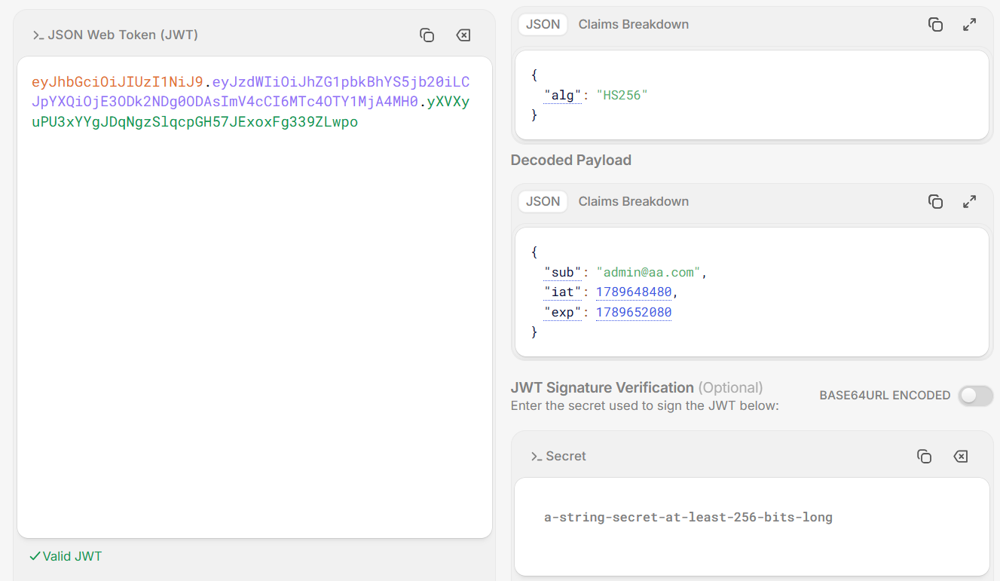 JSON Web Token (JWT)
eyJhbGciOiJIUzI1NiJ9.eyJzdWIiOiJhZG1pbkBhYS5jb20iLC
JpYXQiOjE3ODk2NDg0ODAsImV4cCI6MTc4OTY1MjA4MH0.yXVXy
uPU3xYYgJDqNgzSlqcpGH57JExoxFg339ZLwpo
Valid JWT
JSON Claims Breakdown
{
"alg": "HS256"
}
Decoded Payload
JSON Claims Breakdown
{
"sub": "admin@aa.com",
"iat": 1789648480,
"exp": 1789652080
}
JWT Signature Verification (Optional)
Enter the secret used to sign the JWT below:
BASE64URL ENCODED
Secret
a-string-secret-at-least-256-bits-long